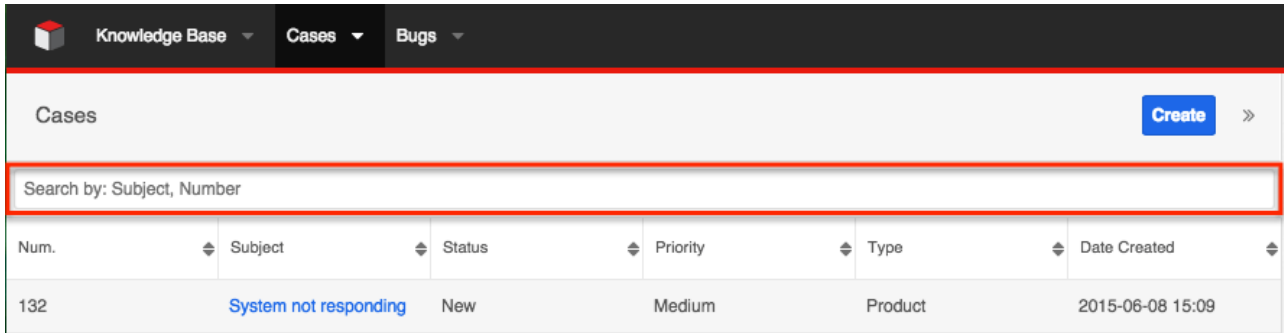 Knowledge Base Cases Bugs
Cases Create
Search by: Subject, Number
Num. Subject Status Priority Type Date Created
132 System not responding New Medium Product 2015-06-08 15:09